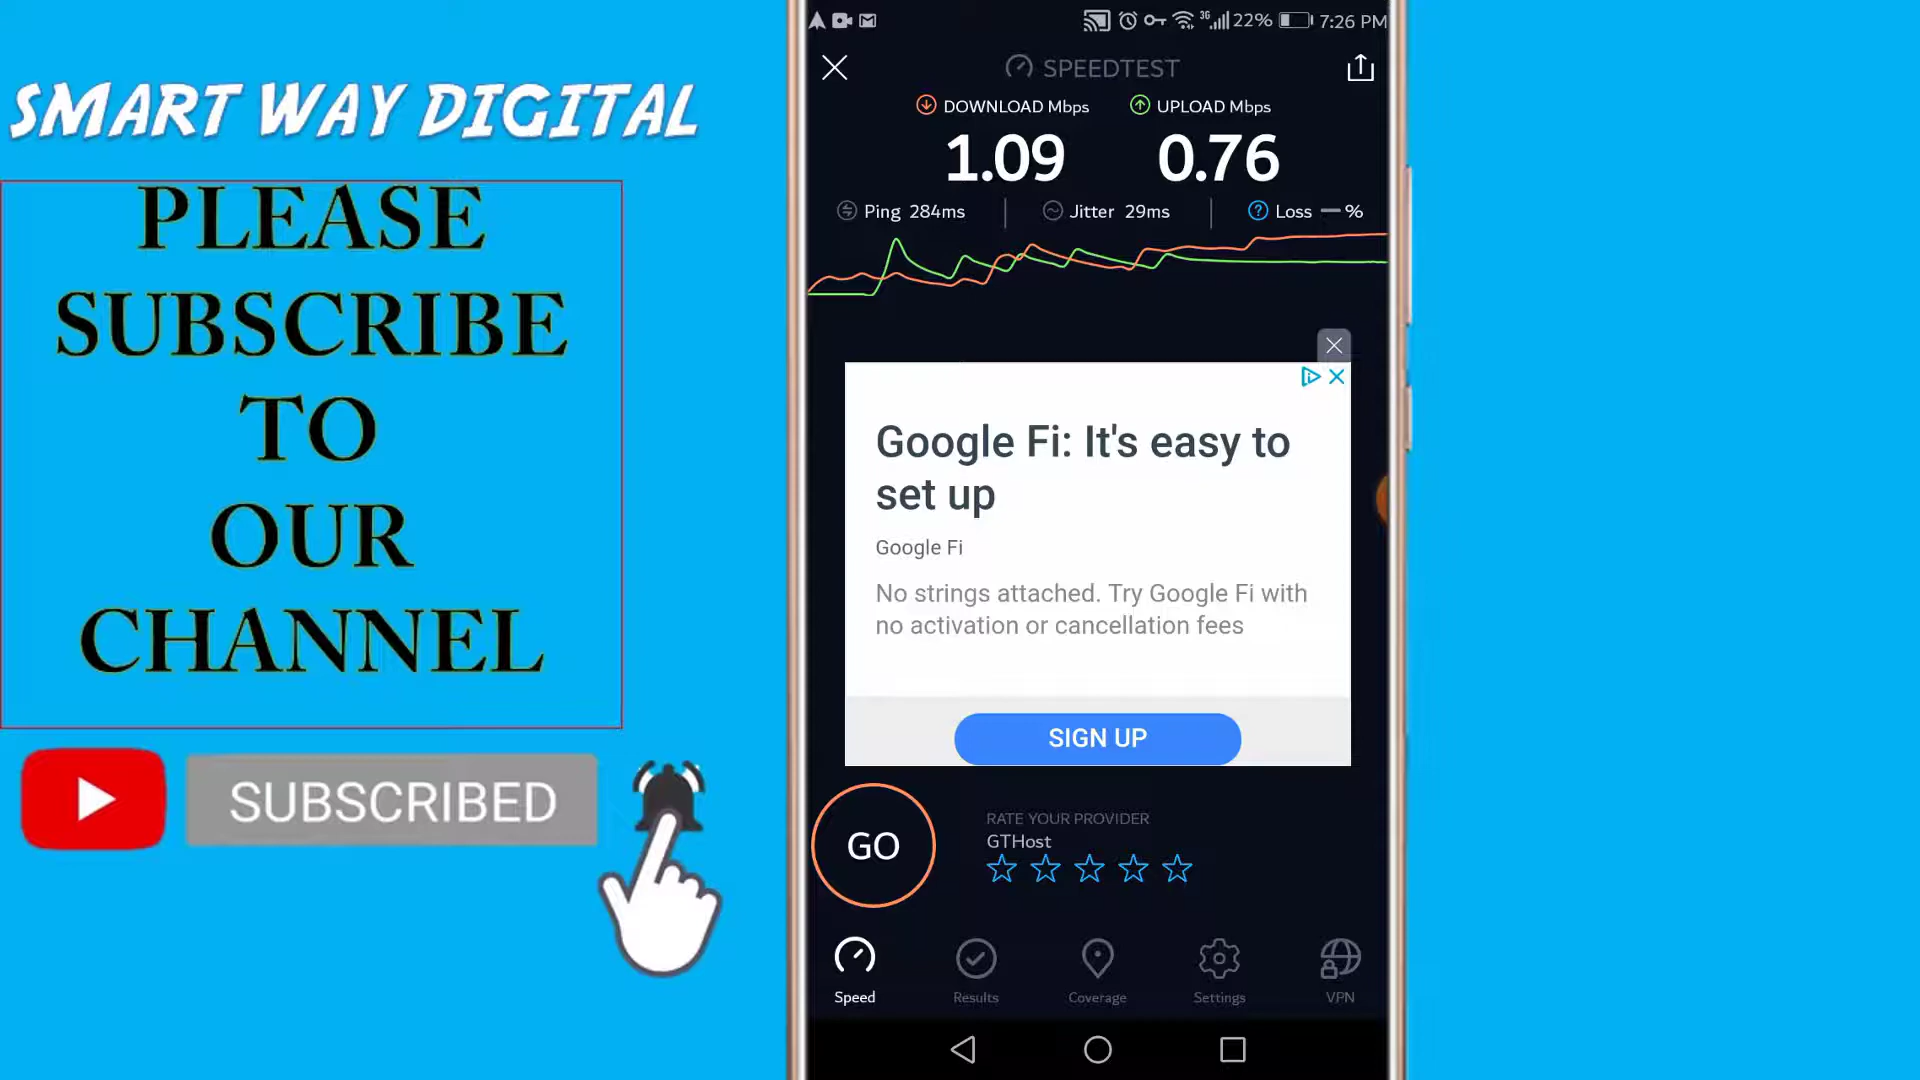 SMART WAY DIGITAL
PLEASE
SUBSCRIBE
TO
OUR
CHANNEL
SUBSCRIBED
3G 22% 7:26 PM
SPEEDTEST
DOWNLOAD Mbps UPLOAD Mbps
1.09 0.76
Ping 284ms Jitter 29ms Loss — %
Google Fi: It's easy to
set up
Google Fi
No strings attached. Try Google Fi with
no activation or cancellation fees
SIGN UP
GO
RATE YOUR PROVIDER
GTHost
Speed Results Coverage Settings VPN